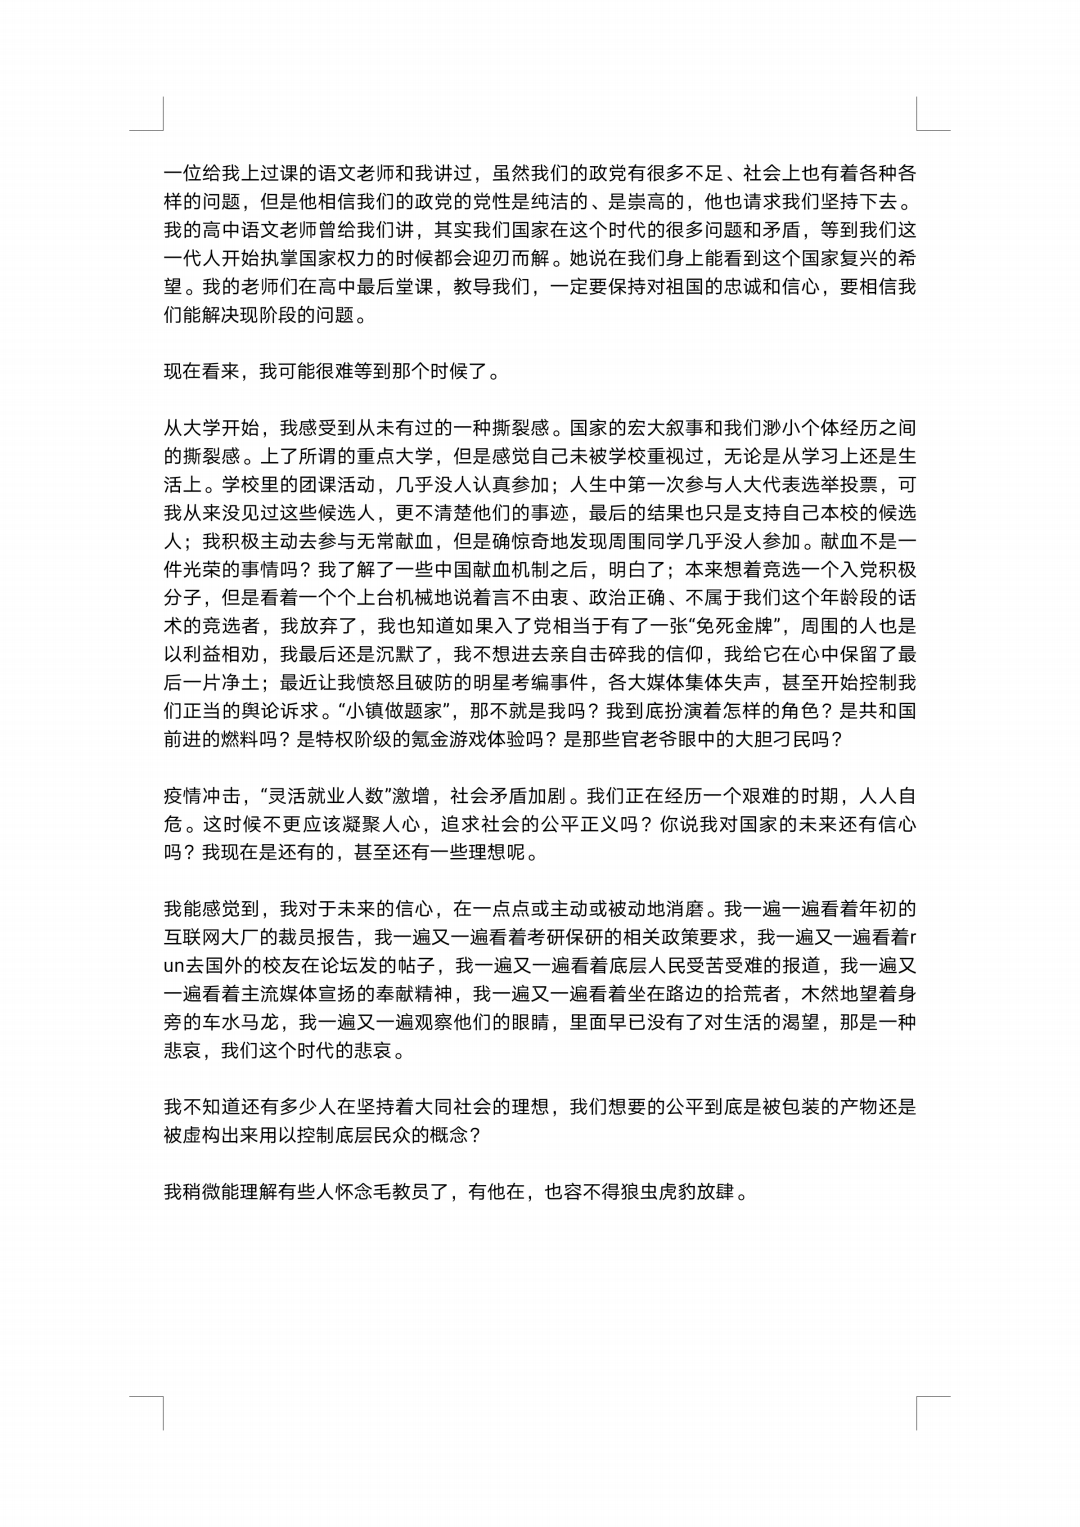 一位给我上过课的语文老师和我讲过，虽然我们的政党有很多不足、社会上也有着各种各
样的问题，但是他相信我们的政党的党性是纯洁的、是崇高的，他也请求我们坚持下去。
我的高中语文老师曾给我们讲，其实我们国家在这个时代的很多问题和矛盾，等到我们这
一代人开始执掌国家权力的时候都会迎刃而解。她说在我们身上能看到这个国家复兴的希
望。我的老师们在高中最后堂课，教导我们，一定要保持对祖国的忠诚和信心，要相信我
们能解决现阶段的问题。
现在看来，我可能很难等到那个时候了。
从大学开始，我感受到从未有过的一种撕裂感。国家的宏大叙事和我们渺小个体经历之间
的撕裂感。上了所谓的重点大学，但是感觉自己未被学校重视过，无论是从学习上还是生
活上。学校里的团课活动，几乎没人认真参加；人生中第一次参与人大代表选举投票，可
我从来没见过这些候选人，更不清楚他们的事迹，最后的结果也只是支持自己本校的候选
人；我积极主动去参与无常献血，但是确惊奇地发现周围同学几乎没人参加。献血不是一
件光荣的事情吗？我了解了一些中国献血机制之后，明白了；本来想着竞选一个入党积极
分子，但是看着一个个上台机械地说着言不由衷、政治正确、不属于我们这个年龄段的话
术的竞选者，我放弃了，我也知道如果入了党相当于有了一张“免死金牌”，周围的人也是
以利益相劝，我最后还是沉默了，我不想进去亲自击碎我的信仰，我给它在心中保留了最
后一片净土；最近让我愤怒且破防的明星考编事件，各大媒体集体失声，甚至开始控制我
们正当的舆论诉求。“小镇做题家”，那不就是我吗？我到底扮演着怎样的角色？是共和国
前进的燃料吗？是特权阶级的氪金游戏体验吗？是那些官老爷眼中的大胆刁民吗？
疫情冲击，“灵活就业人数”激增，社会矛盾加剧。我们正在经历一个艰难的时期，人人自
危。这时候不更应该凝聚人心，追求社会的公平正义吗？你说我对国家的未来还有信心
吗？我现在是还有的，甚至还有一些理想呢。
我能感觉到，我对于未来的信心，在一点点或主动或被动地消磨。我一遍一遍看着年初的
互联网大厂的裁员报告，我一遍又一遍看着考研保研的相关政策要求，我一遍又一遍看着r
un去国外的校友在论坛发的帖子，我一遍又一遍看着底层人民受苦受难的报道，我一遍又
一遍看着主流媒体宣扬的奉献精神，我一遍又一遍看着坐在路边的拾荒者，木然地望着身
旁的车水马龙，我一遍又一遍观察他们的眼睛，里面早已没有了对生活的渴望，那是一种
悲哀，我们这个时代的悲哀。
我不知道还有多少人在坚持着大同社会的理想，我们想要的公平到底是被包装的产物还是
被虚构出来用以控制底层民众的概念？
我稍微能理解有些人怀念毛教员了，有他在，也容不得狼虫虎豹放肆。